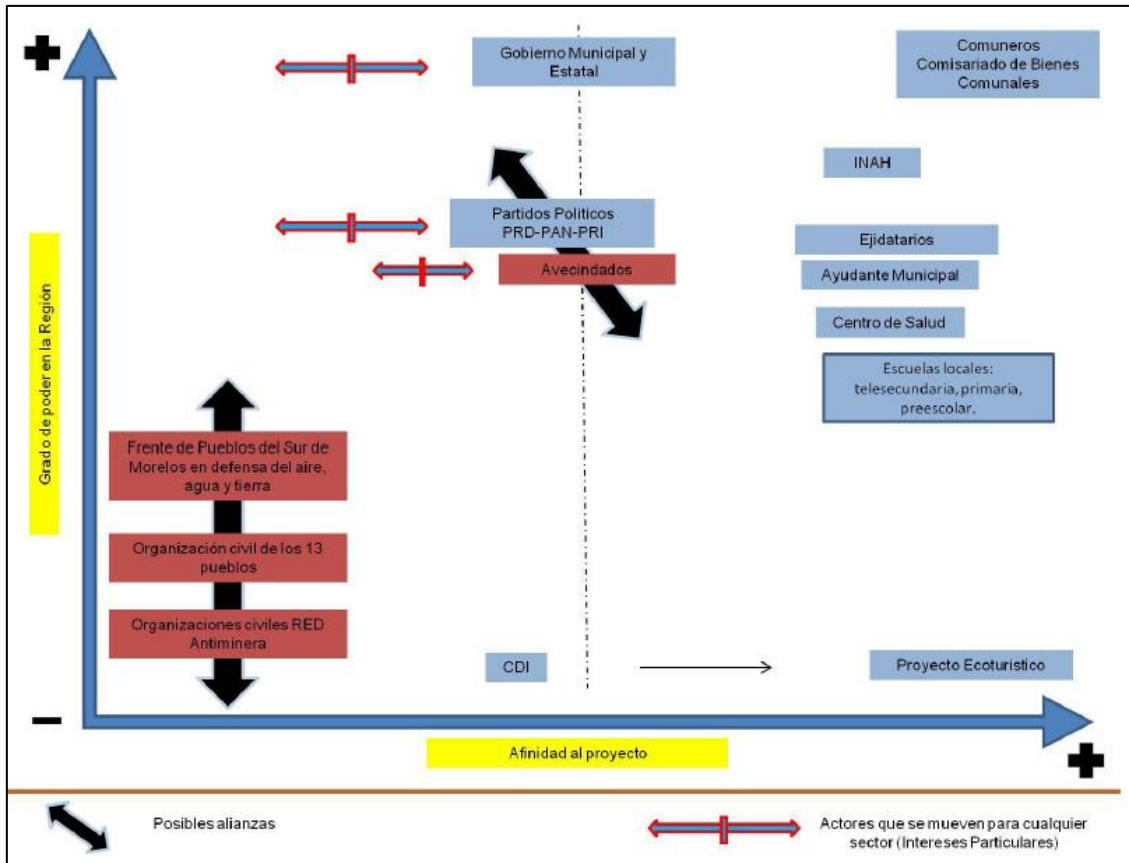 Gobierno Municipal y
Estatal
Comuneros
Comisariado de Bienes
Comunales
INAH
Partidos Políticos
PRD-PAN-PRI
Avecindados
Ejidatarios
Ayudante Municipal
Centro de Salud
Escuelas locales:
telesecundaria, primaria,
preescolar.
Grado de poder en la Región
Frente de Pueblos del Sur de
Morelos en defensa del aire,
agua y tierra
Organización civil de los 13
pueblos
Organizaciones civiles RED
Antiminera
CDI
Proyecto Ecoturistico
Afinidad al proyecto
Posibles alianzas
Actores que se mueven para cualquier
sector (Intereses Particulares)